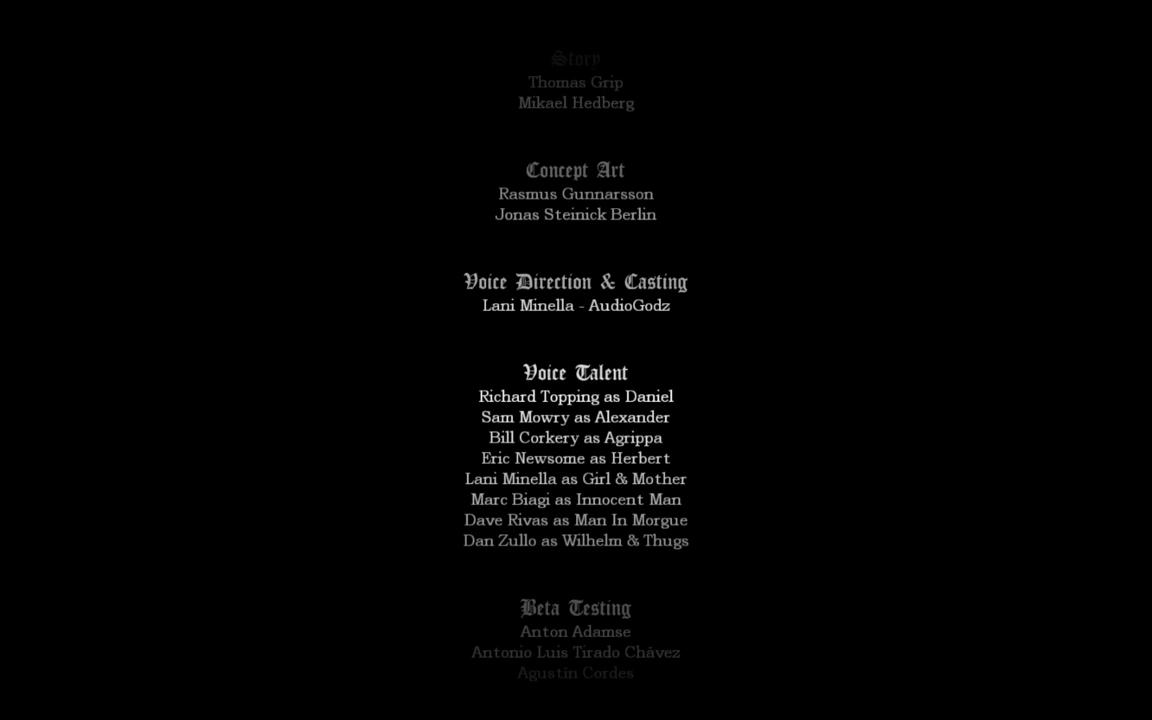 Story
Thomas Grip
Mikael Hedberg
Concept Art
Rasmus Gunnarsson
Jonas Steinick Berlin
Voice Direction & Casting
Lani Minella - AudioGodz
Voice Talent
Richard Topping as Daniel
Sam Mowry as Alexander
Bill Corkery as Agrippa
Eric Newsome as Herbert
Lani Minella as Girl & Mother
Marc Biagi as Innocent Man
Dave Rivas as Man In Morgue
Dan Zullo as Wilhelm & Thugs
Beta Testing
Anton Adamse
Antonio Luis Tirado Chávez
Agustín Cordes